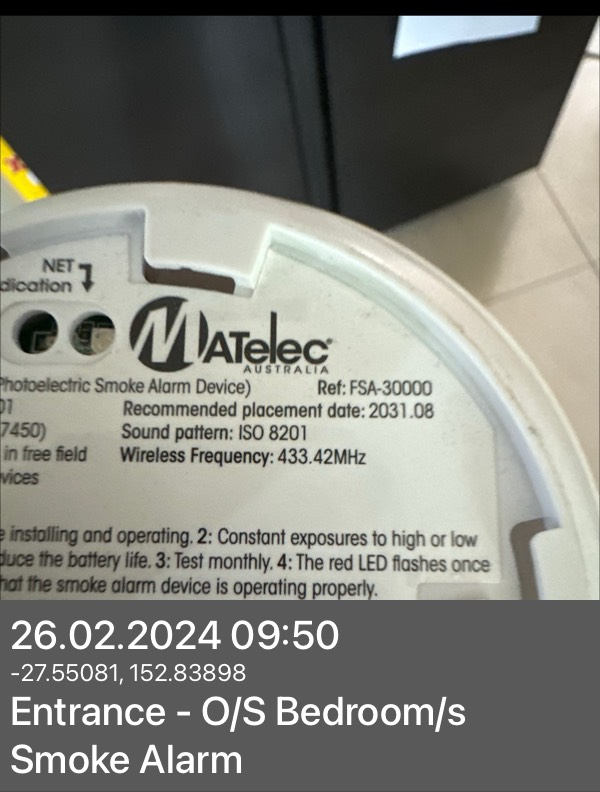 NET
dication
MATelec
AUSTRALIA
Photoelectric Smoke Alarm Device) Ref: FSA-30000
01 Recommended placement date: 2031.08
7450) Sound pattern: ISO 8201
in free field Wireless Frequency: 433.42MHz
vices
e installing and operating. 2: Constant exposures to high or low
duce the battery life. 3: Test monthly. 4: The red LED flashes once
hat the smoke alarm device is operating properly.
26.02.2024 09:50
-27.55081, 152.83898
Entrance - O/S Bedroom/s
Smoke Alarm